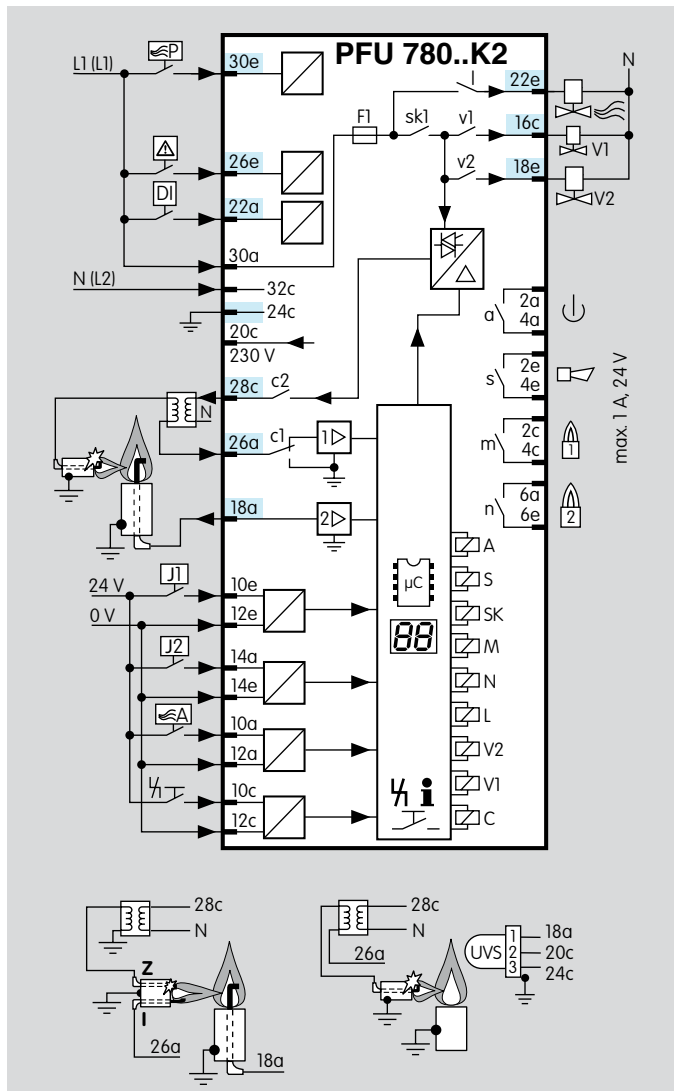 PFU 780..K2
L1 (L1)
P
30e
l
22e
N
F1
sk1
v1
16c
V1
26e
v2
18e
V2
DI
22a
30a
N (L2)
32c
24c
20c
230 V
28c
c2
N
26a
c1
1
18a
2
a
2a
4a
s
2e
4e
m
2c
4c
1
n
6a
6e
2
max. 1 A, 24 V
24 V
J1
10e
0 V
12e
J2
14a
14e
A
10a
12a
10c
12c
µC
88
i
A
S
SK
M
N
L
V2
V1
C
28c
N
Z
I
26a
18a
28c
N
26a
UVS
1
2
3
18a
20c
24c